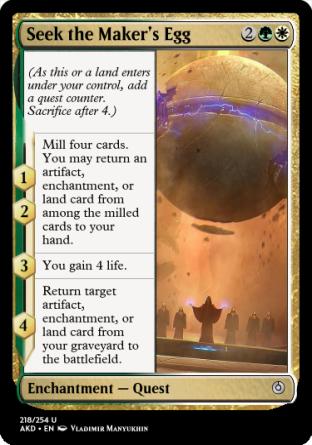 Seek the Maker's Egg 2
(As this or a land enters
under your control, add
a quest counter.
Sacrifice after 4.)
Mill four cards.
You may return an
artifact,
enchantment, or
land card from
among the milled
cards to your
hand.
1
2
3 You gain 4 life.
Return target
artifact,
enchantment, or
land card from
your graveyard to
the battlefield.
4
Enchantment — Quest
218/254 U
AKD • EN Vladimir Manyukhin